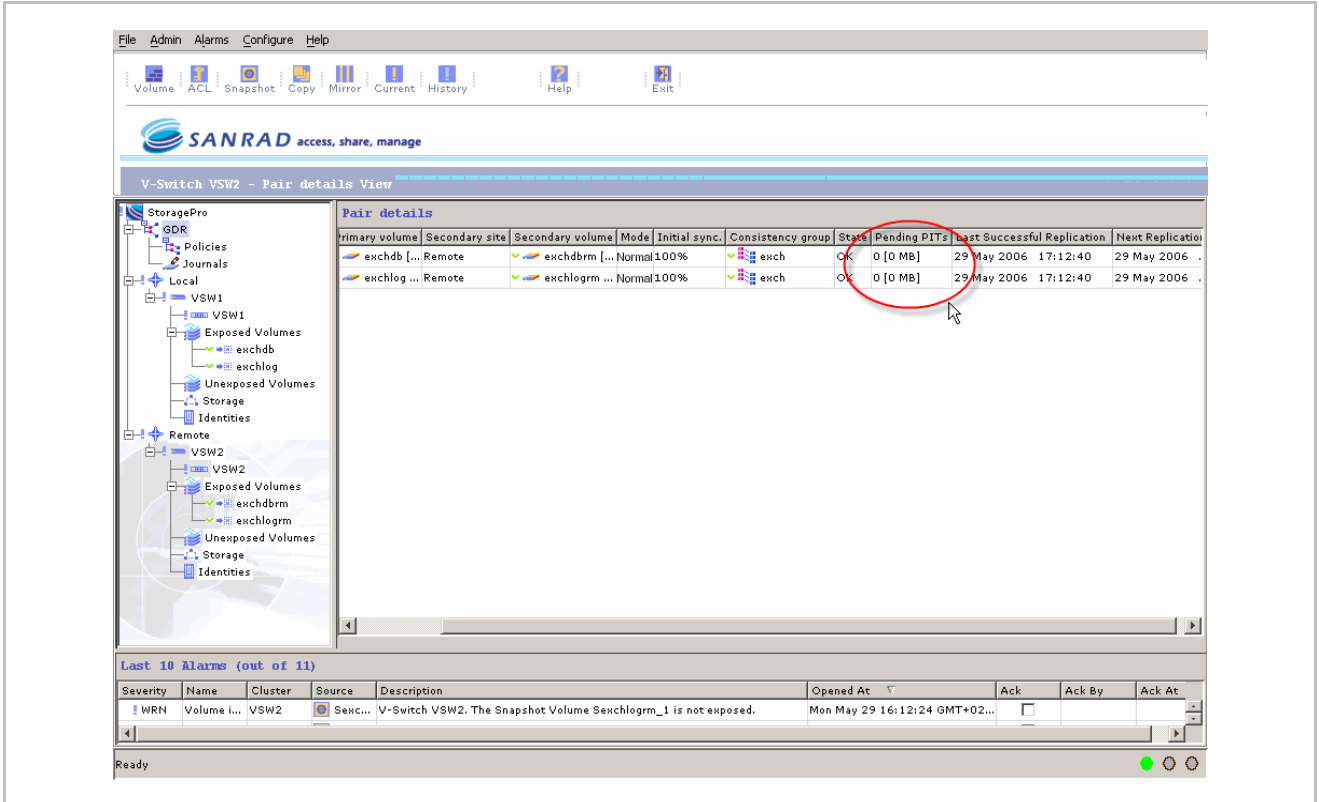 File Admin Alarms Configure Help
Volume ACL Snapshot Copy Mirror Current History Help Exit
SANRAD access, share, manage
V-Switch VSW2 - Pair details View
StoragePro
GDR
Policies
Journals
Local
VSW1
VSW1
Exposed Volumes
exchdb
exchlog
Unexposed Volumes
Storage
Identities
Remote
VSW2
VSW2
Exposed Volumes
exchdbrm
exchlogrm
Unexposed Volumes
Storage
Identities
Pair details
Primary volume Secondary site Secondary volume Mode Initial sync. Consistency group State Pending PITs Last Successful Replication Next Replication
exchdb [... Remote exchdbrm [... Normal 100% exch OK 0 [0 MB] 29 May 2006 17:12:40 29 May 2006 .
exchlog ... Remote exchlogrm ... Normal 100% exch OK 0 [0 MB] 29 May 2006 17:12:40 29 May 2006 .
Last 10 Alarms (out of 11)
Severity Name Cluster Source Description Opened At Ack Ack By Ack At
WRN Volume i... VSW2 Sexc... V-Switch VSW2. The Snapshot Volume Sexchlogrm_1 is not exposed. Mon May 29 16:12:24 GMT+02...
Ready